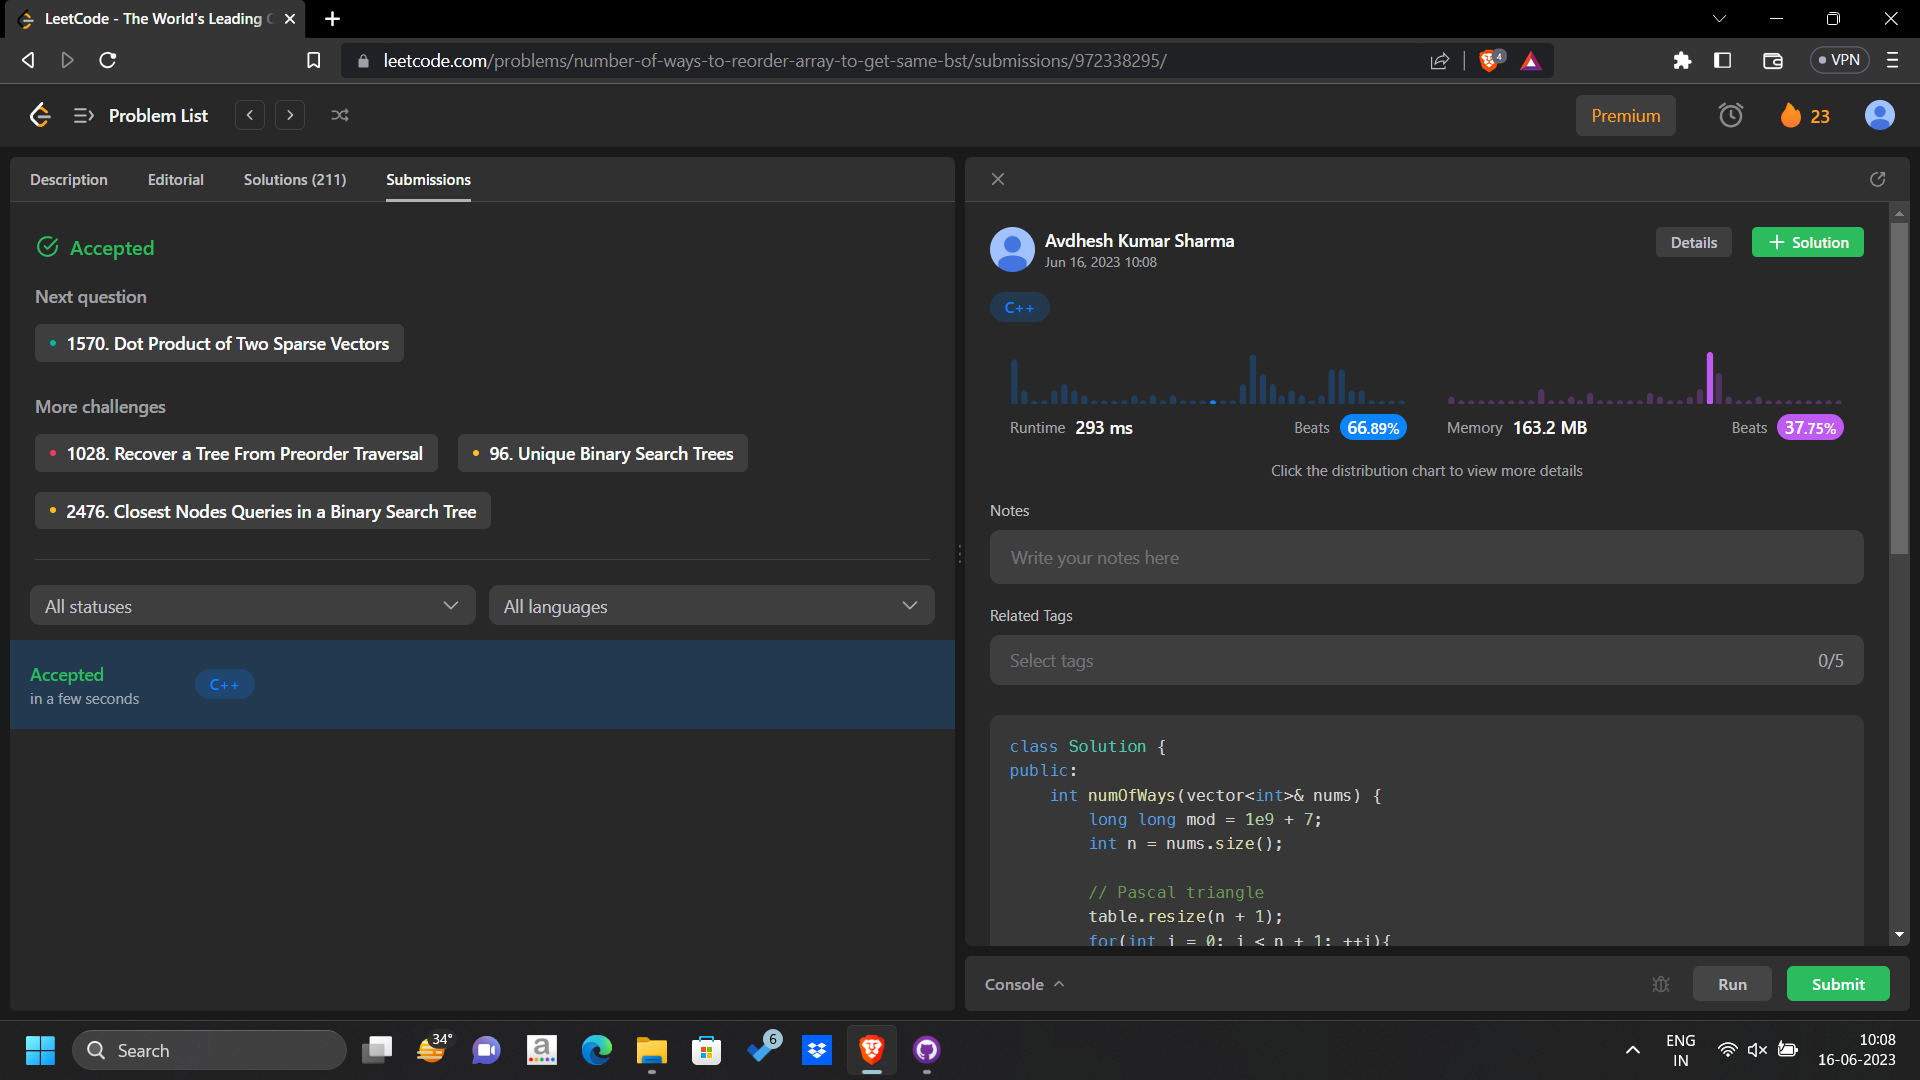 LeetCode - The World's Leading
leetcode.com/problems/number-of-ways-to-reorder-array-to-get-same-bst/submissions/972338295/
4
VPN
Problem List
Premium
23
Description Editorial Solutions (211) Submissions
Accepted
Next question
1570. Dot Product of Two Sparse Vectors
More challenges
1028. Recover a Tree From Preorder Traversal
96. Unique Binary Search Trees
2476. Closest Nodes Queries in a Binary Search Tree
All statuses
All languages
Accepted
in a few seconds
C++
Avdhesh Kumar Sharma
Jun 16, 2023 10:08
Details
Solution
C++
Runtime 293 ms Beats 66.89%
Memory 163.2 MB Beats 37.75%
Click the distribution chart to view more details
Notes
Write your notes here
Related Tags
Select tags 0/5
class Solution {
public:
int numOfWays(vector<int>& nums) {
long long mod = 1e9 + 7;
int n = nums.size();
// Pascal triangle
table.resize(n + 1);
for(int i = 0; i < n + 1; ++i){
Console
Run
Submit
Search
34°
a
6
ENG
IN
10:08
16-06-2023